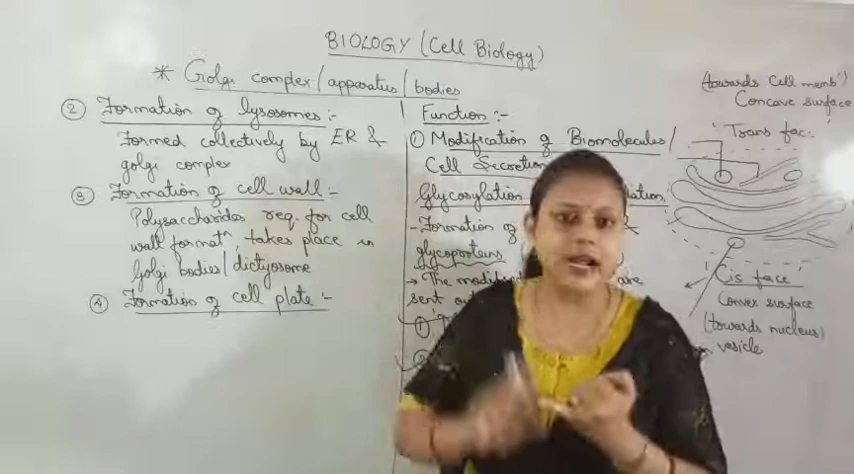 BIOLOGY (Cell Biology)
* Golgi complex / apparatus / bodies
② Formation of lysosomes :-
Formed collectively by ER &
golgi complex
③ Formation of cell wall :-
Polysaccharides req. for cell
wall formatn, takes place in
Golgi bodies / dictyosome
④ Formation of cell plate :-
Function :-
① Modification of Biomolecules /
Cell Secretion
Glycosylation
- Formation of
glycoproteins
→ The are
sent
①
(towards Cell memb
Concave surface
'Trans face'
'Cis face'
Convex surface
(towards nucleus)
vesicle